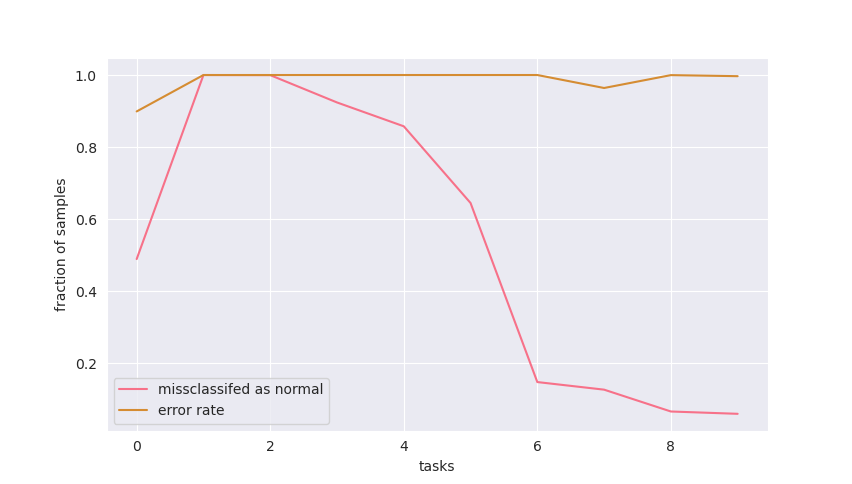 1.0
0.8
0.6
0.4
0.2
fraction of samples
missclassifed as normal
error rate
0 2 4 6 8
tasks